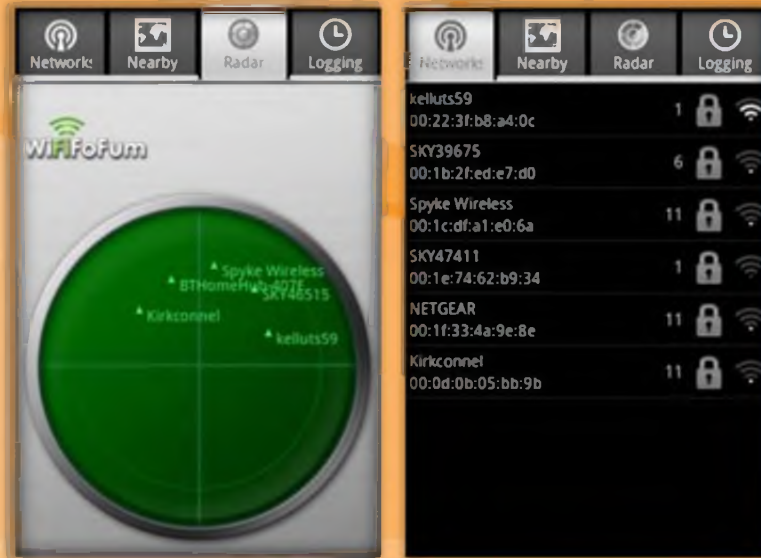 Networks Nearby Radar Logging
WiFiFoFum
Spyke Wireless
BTHomeHub-407F
SKY46515
Kirkconnel
kelluts59
Networks Nearby Radar Logging
kelluts59
00:22:3f:b8:a4:0c 1
SKY39675
00:1b:2f:ed:e7:d0 6
Spyke Wireless
00:1c:df:a1:e0:6a 11
SKY47411
00:1e:74:62:b9:34 1
NETGEAR
00:1f:33:4a:9e:8e 11
Kirkconnel
00:0d:0b:05:bb:9b 11